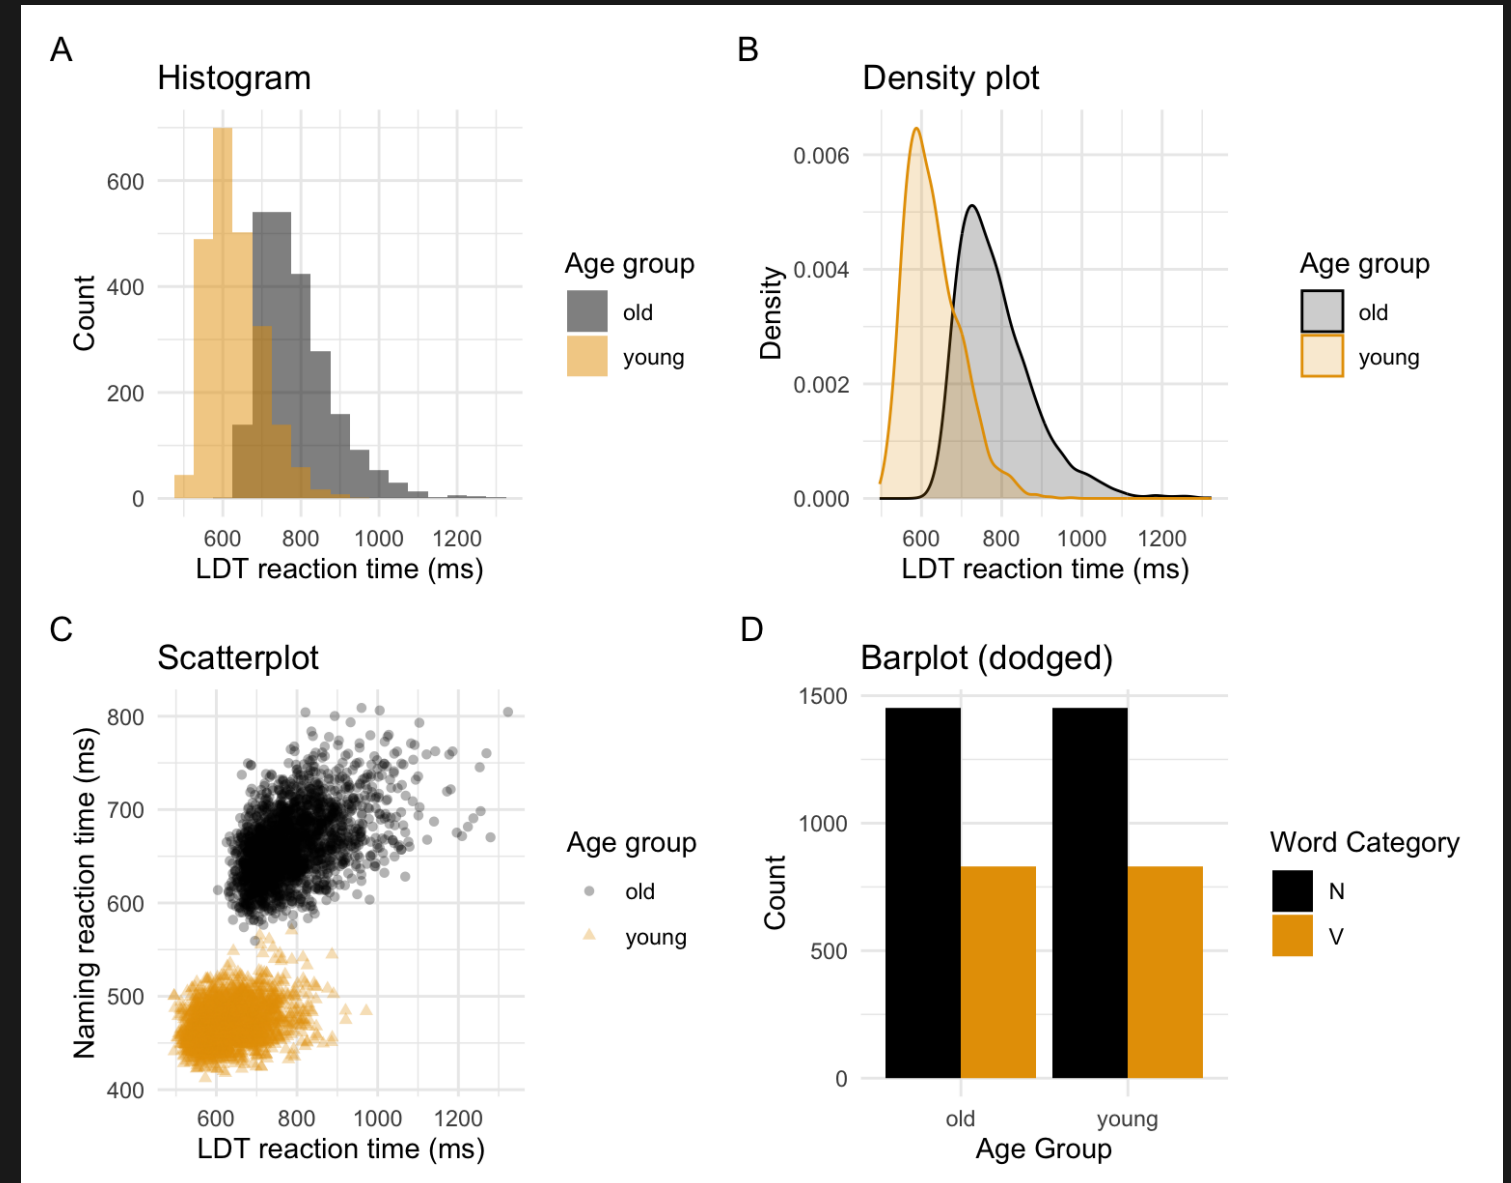 A
Histogram
600
400
200
0
Count
600 800 1000 1200
LDT reaction time (ms)
Age group
old
young
B
Density plot
0.006
0.004
0.002
0.000
Density
600 800 1000 1200
LDT reaction time (ms)
Age group
old
young
C
Scatterplot
800
700
600
500
400
Naming reaction time (ms)
600 800 1000 1200
LDT reaction time (ms)
Age group
old
young
D
Barplot (dodged)
1500
1000
500
0
Count
old young
Age Group
Word Category
N
V